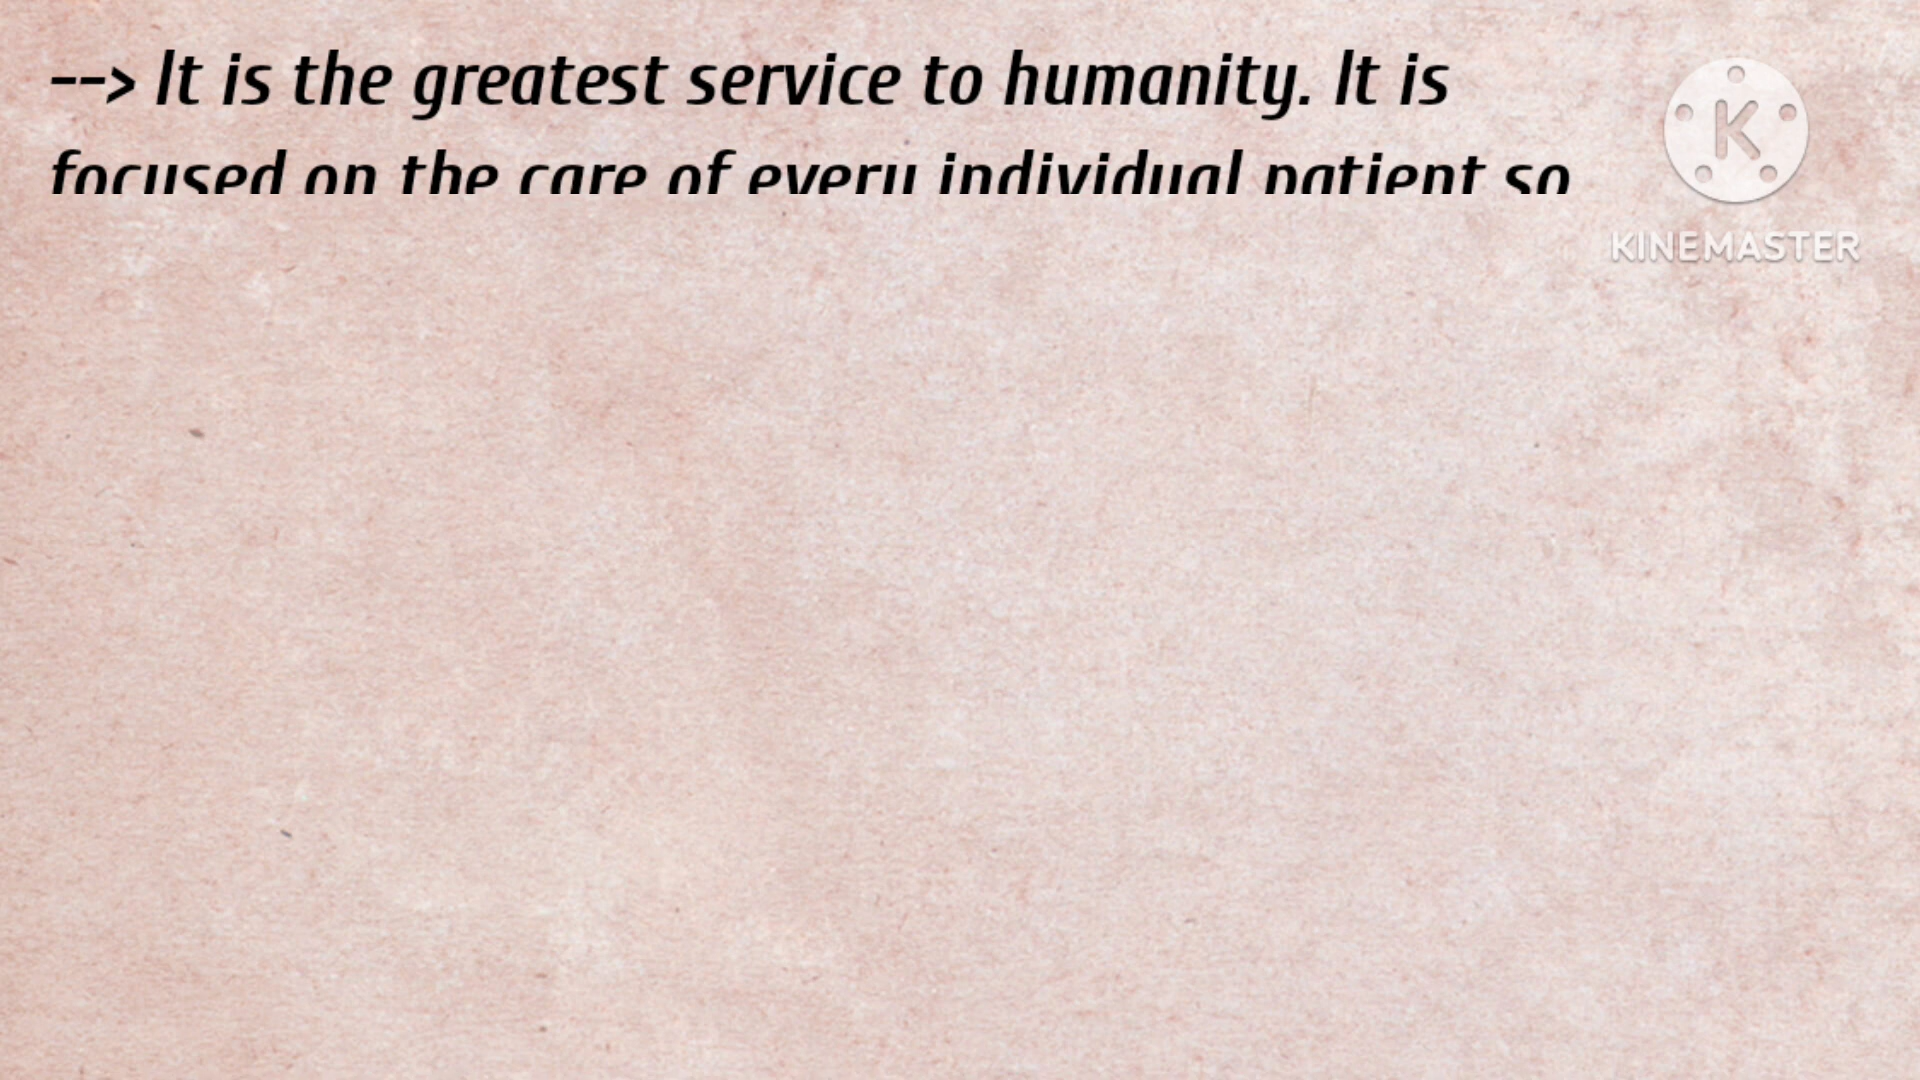 --> It is the greatest service to humanity. It is
focused on the care of every individual patient so
KINEMASTER